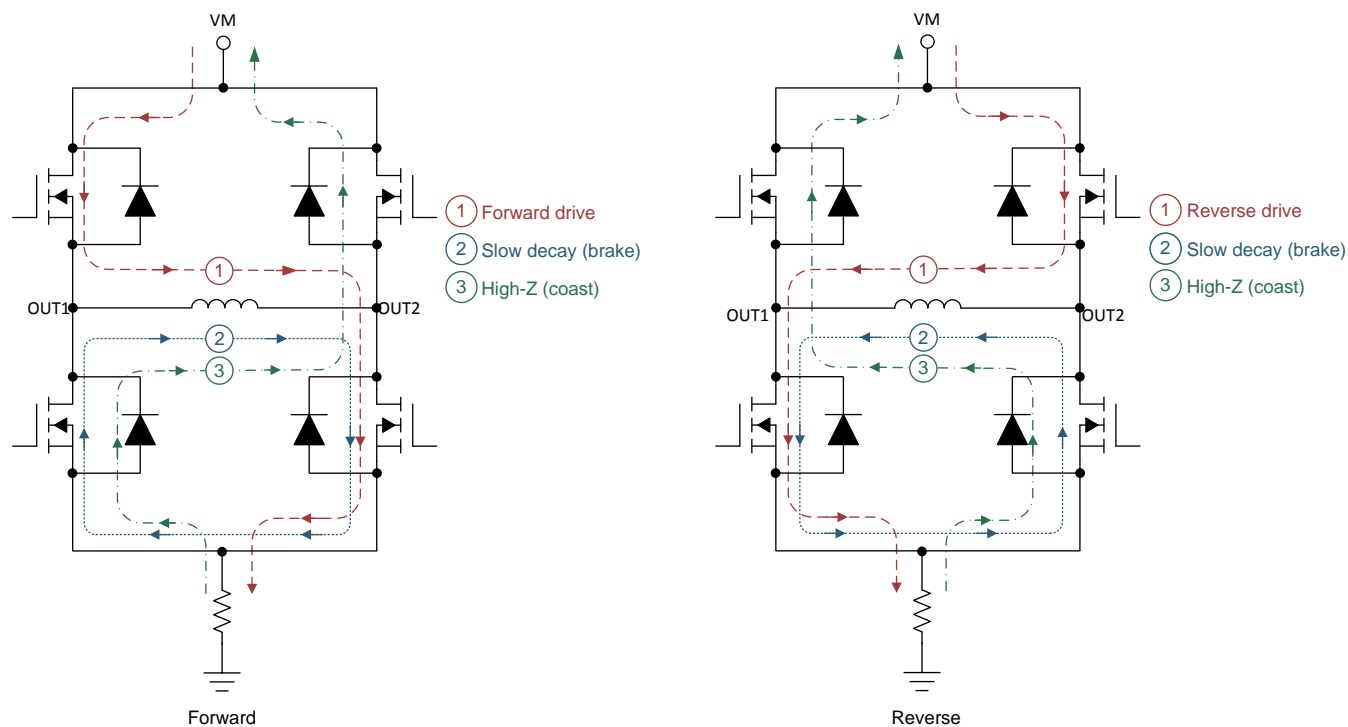 VM
1 Forward drive
2 Slow decay (brake)
3 High-Z (coast)
1
OUT1
OUT2
2
3
Forward
VM
1 Reverse drive
2 Slow decay (brake)
3 High-Z (coast)
1
OUT1
OUT2
2
3
Reverse